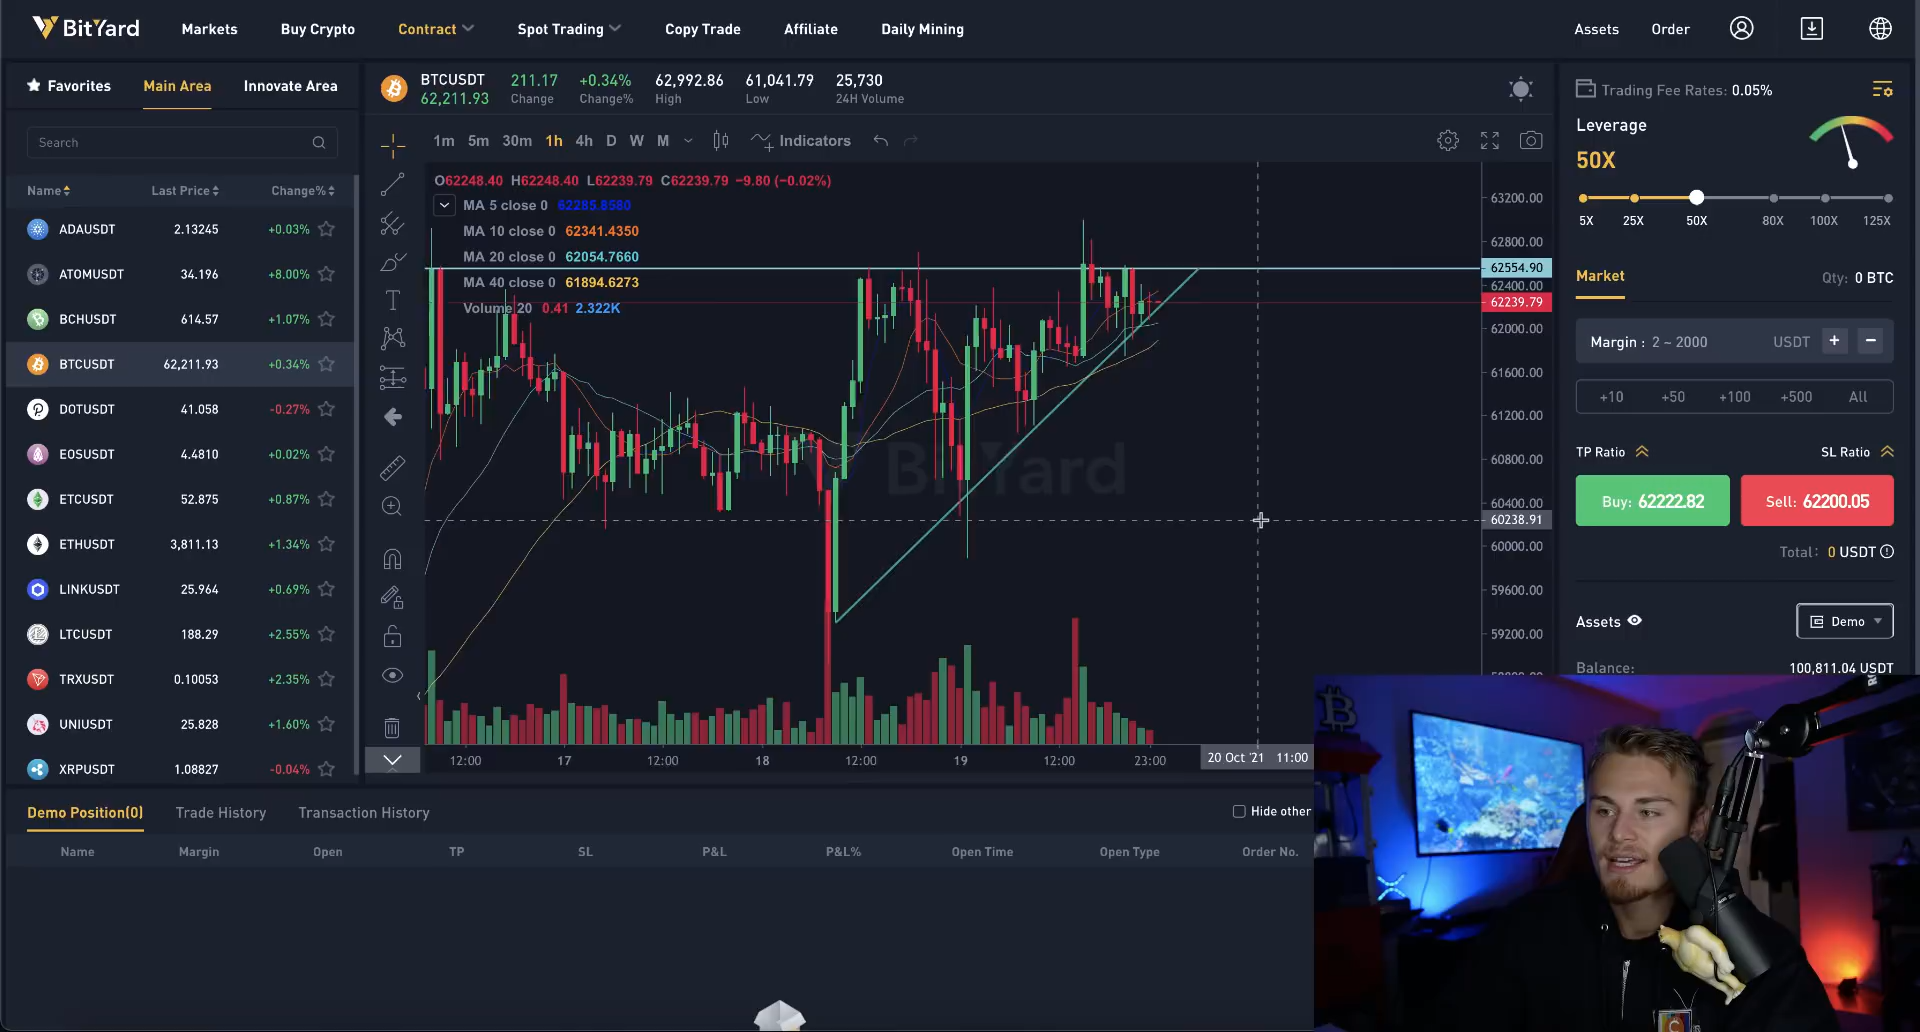 BitYard Markets Buy Crypto Contract Spot Trading Copy Trade Affiliate Daily Mining Assets Order
Favorites Main Area Innovate Area
Search
Name Last Price Change%
ADAUSDT 2.13245 +0.03%
ATOMUSDT 34.196 +8.00%
BCHUSDT 614.57 +1.07%
BTCUSDT 62,211.93 +0.34%
DOTUSDT 41.058 -0.27%
EOSUSDT 4.4810 +0.02%
ETCUSDT 52.875 +0.87%
ETHUSDT 3,811.13 +1.34%
LINKUSDT 25.964 +0.69%
LTCUSDT 188.29 +2.55%
TRXUSDT 0.10053 +2.35%
UNIUSDT 25.828 +1.60%
XRPUSDT 1.08827 -0.04%
BTCUSDT 211.17 +0.34% 62,992.86 61,041.79 25,730
62,211.93 Change Change% High Low 24H Volume
1m 5m 30m 1h 4h D W M Indicators
O62248.40 H62248.40 L62239.79 C62239.79 −9.80 (−0.02%)
MA 5 close 0 62285.8580
MA 10 close 0 62341.4350
MA 20 close 0 62054.7660
MA 40 close 0 61894.6273
Volume 20 0.41 2.322K
BitYard
63200.00
62800.00
62554.90
62400.00
62239.79
62000.00
61600.00
61200.00
60800.00
60400.00
60238.91
60000.00
59600.00
59200.00
12:00 17 12:00 18 12:00 19 12:00 23:00 20 Oct '21 11:00
Trading Fee Rates: 0.05%
Leverage
50X
5X 25X 50X 80X 100X 125X
Market Qty: 0 BTC
Margin : 2 ~ 2000 USDT + −
+10 +50 +100 +500 All
TP Ratio SL Ratio
Buy: 62222.82 Sell: 62200.05
Total: 0 USDT
Assets Demo
Balance: 100,811.04 USDT
Demo Position(0) Trade History Transaction History Hide other
Name Margin Open TP SL P&L P&L% Open Time Open Type Order No.